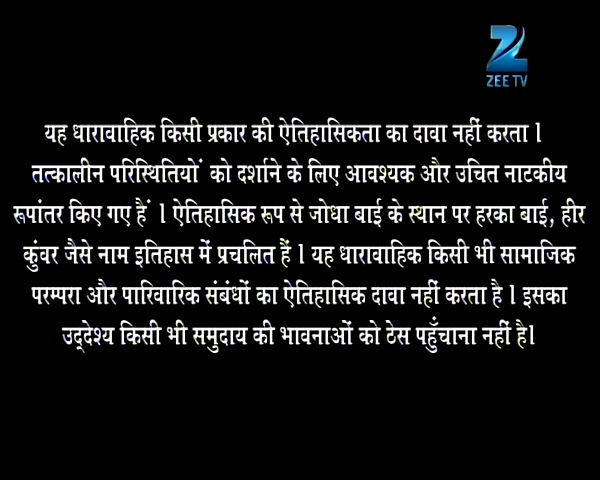 ZEE TV
यह धारावाहिक किसी प्रकार की ऐतिहासिकता का दावा नहीं करता l
तत्कालीन परिस्थितियों को दर्शाने के लिए आवश्यक और उचित नाटकीय
रूपांतर किए गए हैं l ऐतिहासिक रूप से जोधा बाई के स्थान पर हरका बाई, हीर
कुंवर जैसे नाम इतिहास में प्रचलित हैं l यह धारावाहिक किसी भी सामाजिक
परम्परा और पारिवारिक संबंधों का ऐतिहासिक दावा नहीं करता है l इसका
उद्देश्य किसी भी समुदाय की भावनाओं को ठेस पहुँचाना नहीं है।